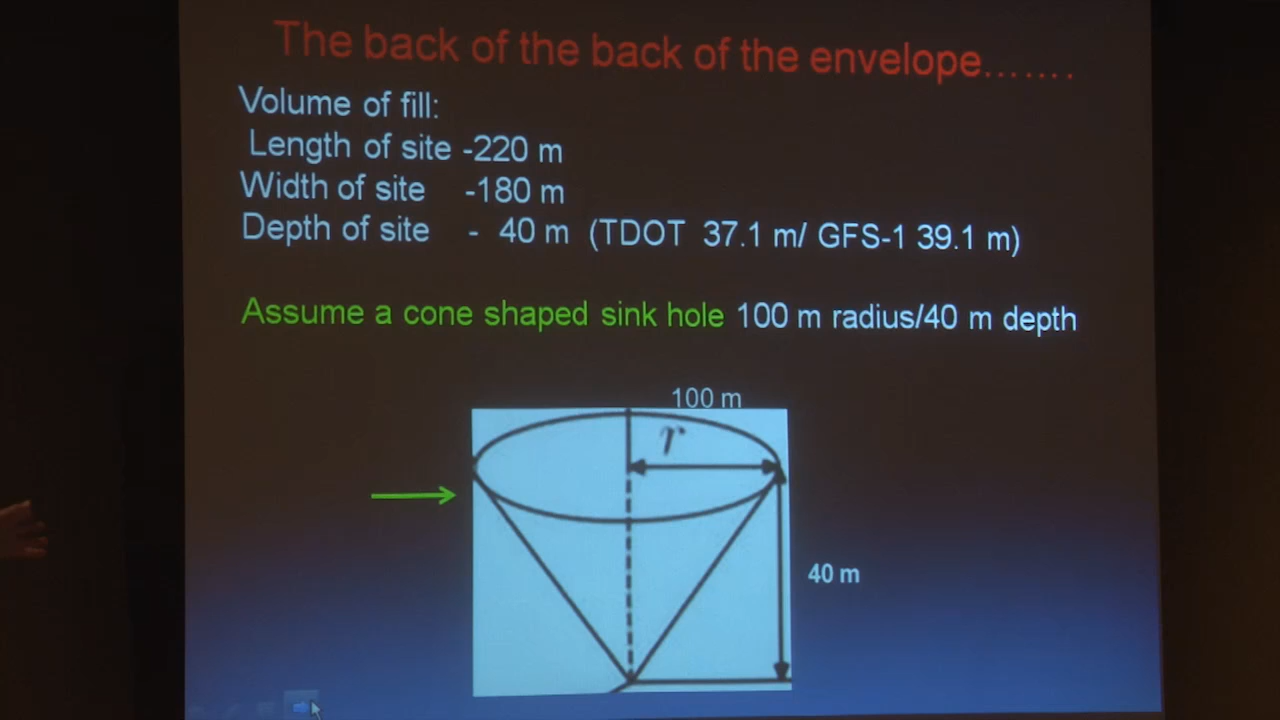 The back of the back of the envelope.......
Volume of fill:
Length of site -220 m
Width of site -180 m
Depth of site - 40 m (TDOT 37.1 m/ GFS-1 39.1 m)
Assume a cone shaped sink hole 100 m radius/40 m depth
100 m
r
40 m